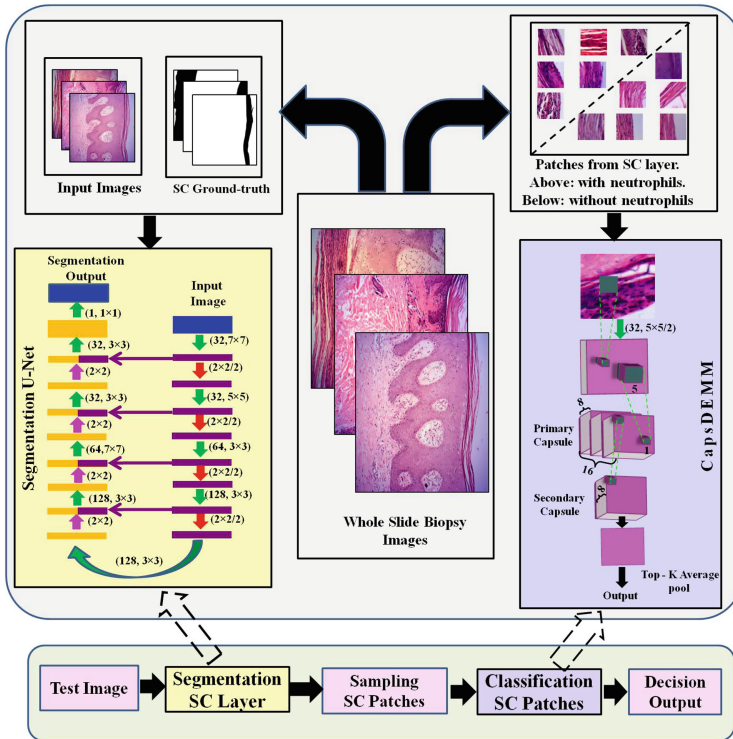 Input Images
SC Ground-truth
Patches from SC layer.
Above: with neutrophils.
Below: without neutrophils
Segmentation
Output
Input
Image
(1, 1×1)
(32,7×7)
(32, 3×3)
(2×2)
(2×2/2)
(32, 3×3)
(32, 5×5)
(2×2)
(2×2/2)
(64,7×7)
(64, 3×3)
(2×2)
(2×2/2)
(128, 3×3)
(128, 3×3)
(2×2)
(2×2/2)
(128, 3×3)
Segmentation U-Net
Whole Slide Biopsy
Images
(32, 5×5/2)
5
8
Primary
Capsule
16
8
Secondary
Capsule
Top - K Average
pool
Output
CapsDEMM
Test Image
Segmentation
SC Layer
Sampling
SC Patches
Classification
SC Patches
Decision
Output